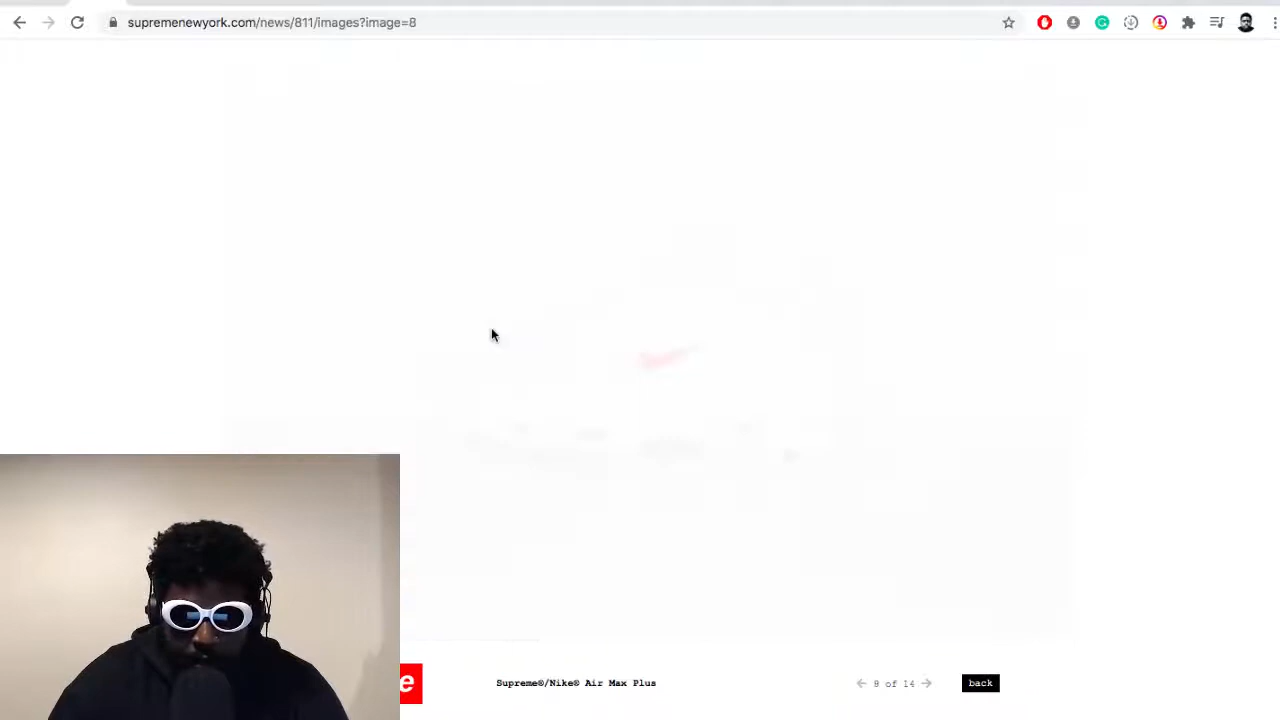 supremenewyork.com/news/811/images?image=8
e
Supreme®/Nike® Air Max Plus
8 of 14
back